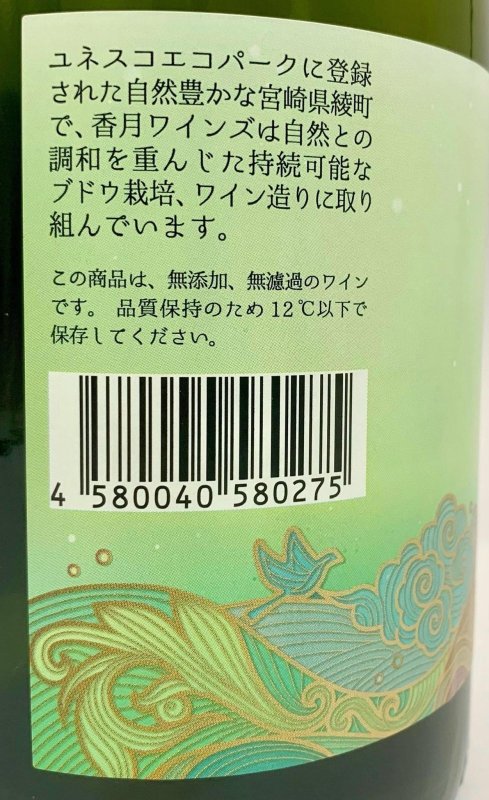 ユネスコエコパークに登録
された自然豊かな宮崎県綾町
で、香月ワインズは自然との
調和を重んじた持続可能な
ブドウ栽培、ワイン造りに取り
組んでいます。
この商品は、無添加、無濾過のワイン
です。 品質保持のため12℃以下で
保存してください。
4 580040 580275